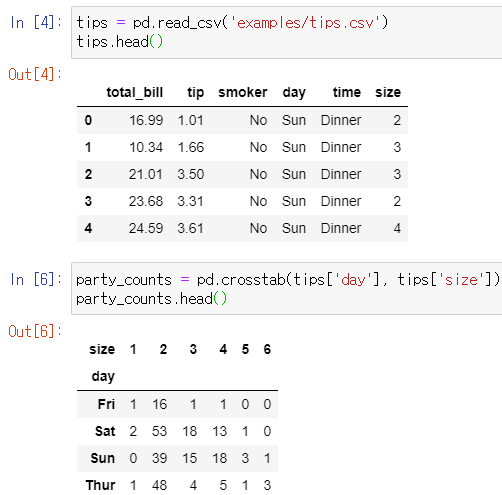 In [4]: tips = pd.read_csv('examples/tips.csv')
tips.head()
Out[4]:
total_bill tip smoker day time size
0 16.99 1.01 No Sun Dinner 2
1 10.34 1.66 No Sun Dinner 3
2 21.01 3.50 No Sun Dinner 3
3 23.68 3.31 No Sun Dinner 2
4 24.59 3.61 No Sun Dinner 4
In [6]: party_counts = pd.crosstab(tips['day'], tips['size'])
party_counts.head()
Out[6]:
size 1 2 3 4 5 6
day
Fri 1 16 1 1 0 0
Sat 2 53 18 13 1 0
Sun 0 39 15 18 3 1
Thur 1 48 4 5 1 3